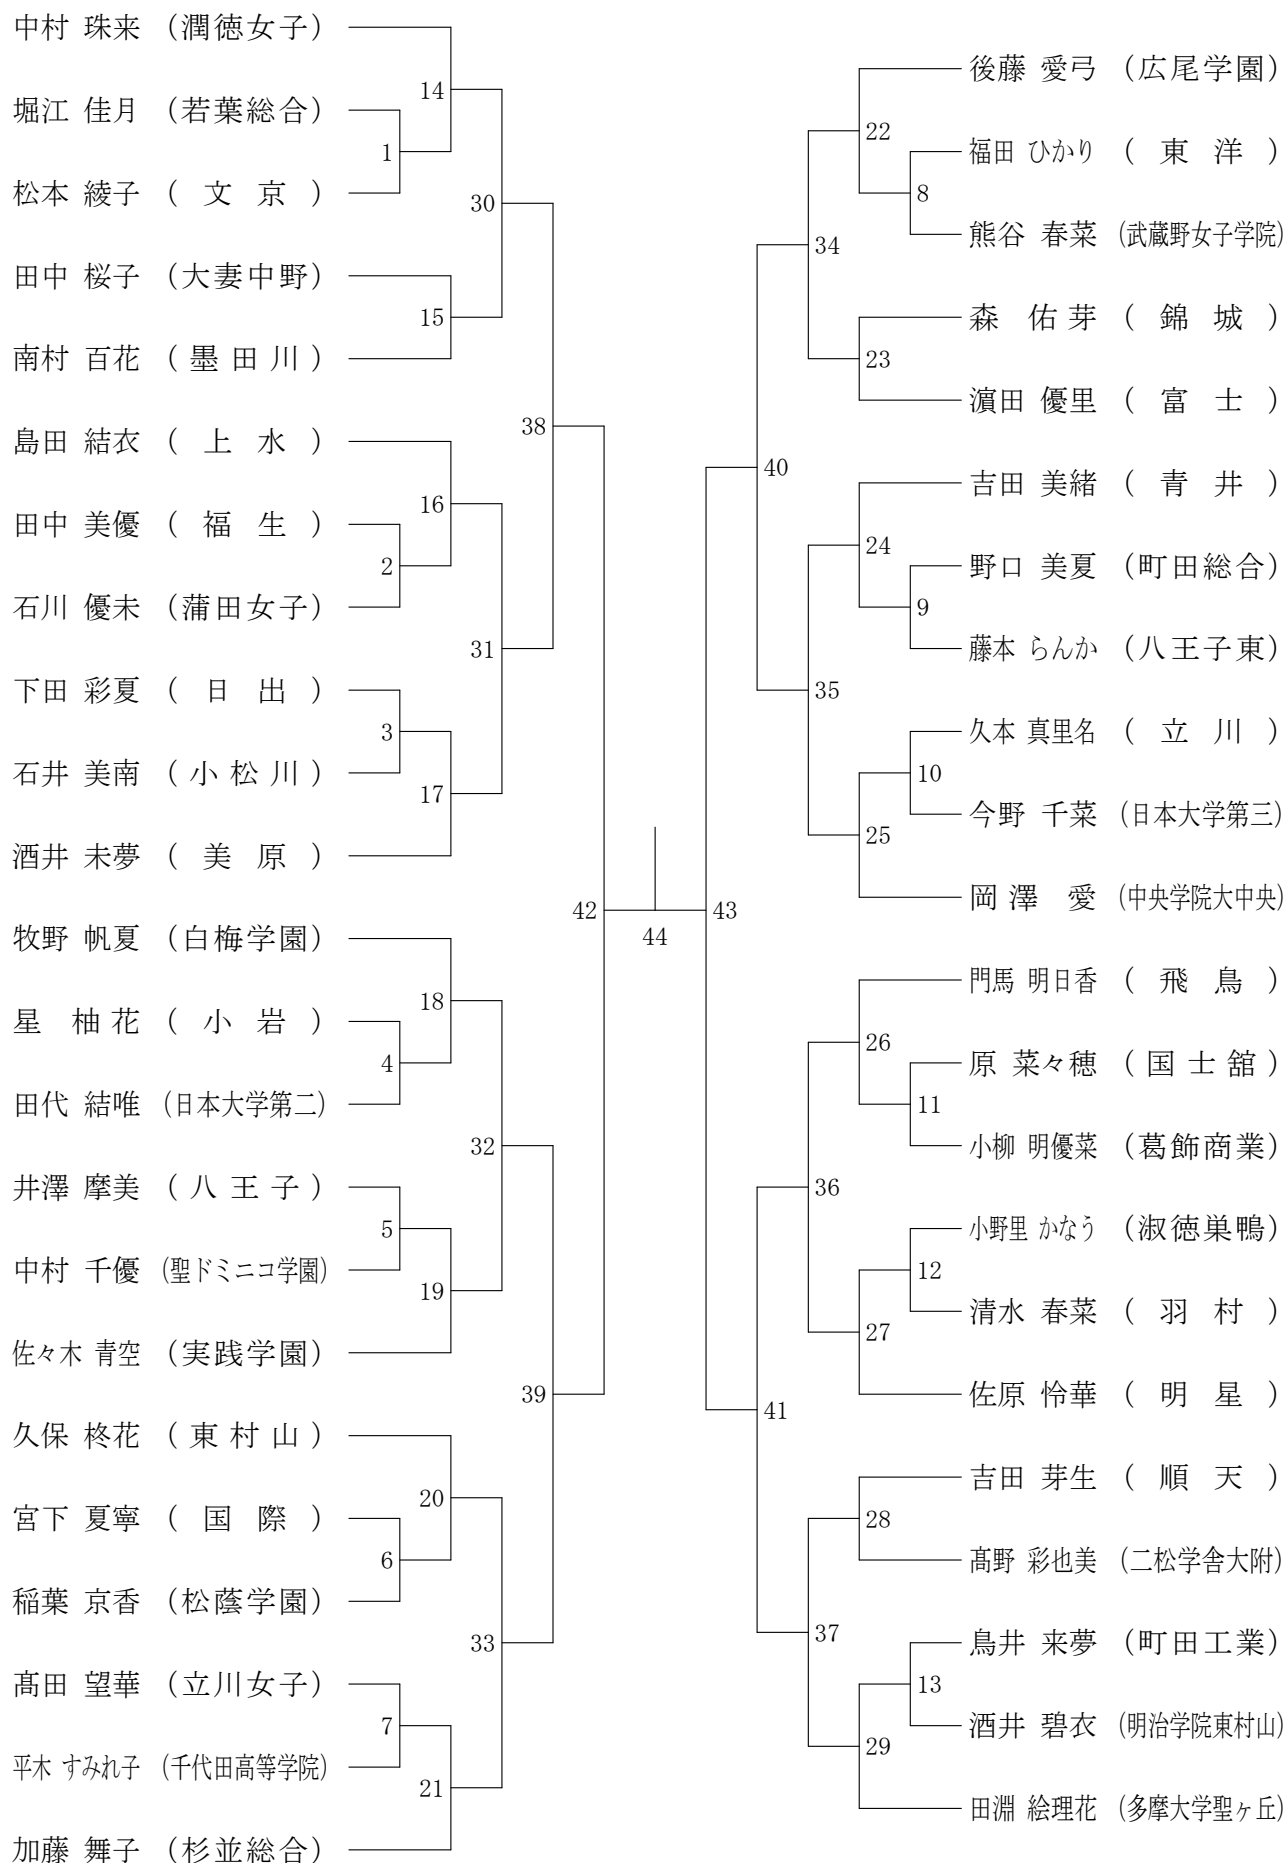 中村 珠来 (潤徳女子)
堀江 佳月 (若葉総合)
松本 綾子 (文京)
田中 桜子 (大妻中野)
南村 百花 (墨田川)
島田 結衣 (上水)
田中 美優 (福生)
石川 優未 (蒲田女子)
下田 彩夏 (日出)
石井 美南 (小松川)
酒井 未夢 (美原)
牧野 帆夏 (白梅学園)
星 柚花 (小岩)
田代 結唯 (日本大学第二)
井澤 摩美 (八王子)
中村 千優 (聖ドミニコ学園)
佐々木 青空 (実践学園)
久保 柊花 (東村山)
宮下 夏寧 (国際)
稲葉 京香 (松蔭学園)
髙田 望華 (立川女子)
平木 すみれ子 (千代田高等学院)
加藤 舞子 (杉並総合)
1
2
3
4
5
6
7
14
15
16
17
18
19
20
21
30
31
32
33
38
39
42
44
43
40
41
34
35
36
37
22
23
24
25
26
27
28
29
8
9
10
11
12
13
後藤 愛弓 (広尾学園)
福田 ひかり (東洋)
熊谷 春菜 (武蔵野女子学院)
森 佑芽 (錦城)
濵田 優里 (富士)
吉田 美緒 (青井)
野口 美夏 (町田総合)
藤本 らんか (八王子東)
久本 真里名 (立川)
今野 千菜 (日本大学第三)
岡澤 愛 (中央学院大中央)
門馬 明日香 (飛鳥)
原 菜々穂 (国士舘)
小柳 明優菜 (葛飾商業)
小野里 かなう (淑徳巣鴨)
清水 春菜 (羽村)
佐原 怜華 (明星)
吉田 芽生 (順天)
髙野 彩也美 (二松学舎大附)
鳥井 来夢 (町田工業)
酒井 碧衣 (明治学院東村山)
田淵 絵理花 (多摩大学聖ヶ丘)